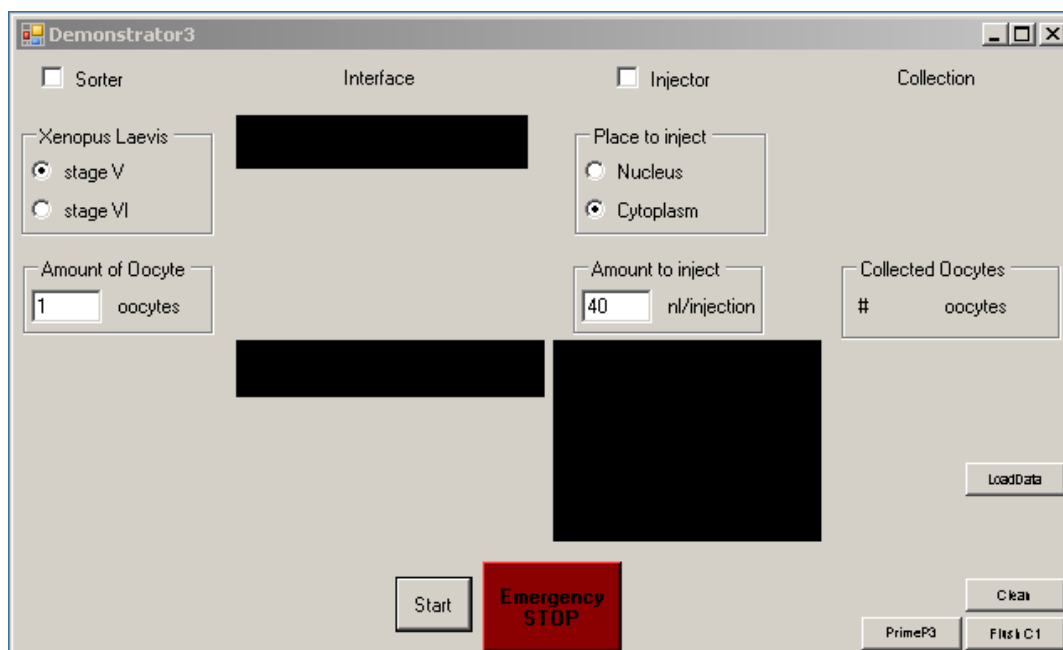 Demonstrator3
Sorter
Interface
Injector
Collection
Xenopus Laevis
stage V
stage VI
Place to inject
Nucleus
Cytoplasm
Amount of Oocyte
1 oocytes
Amount to inject
40 nl/injection
Collected Oocytes
# oocytes
LoadData
Start
Emergency
STOP
Clean
PrimeP3
Flush C1